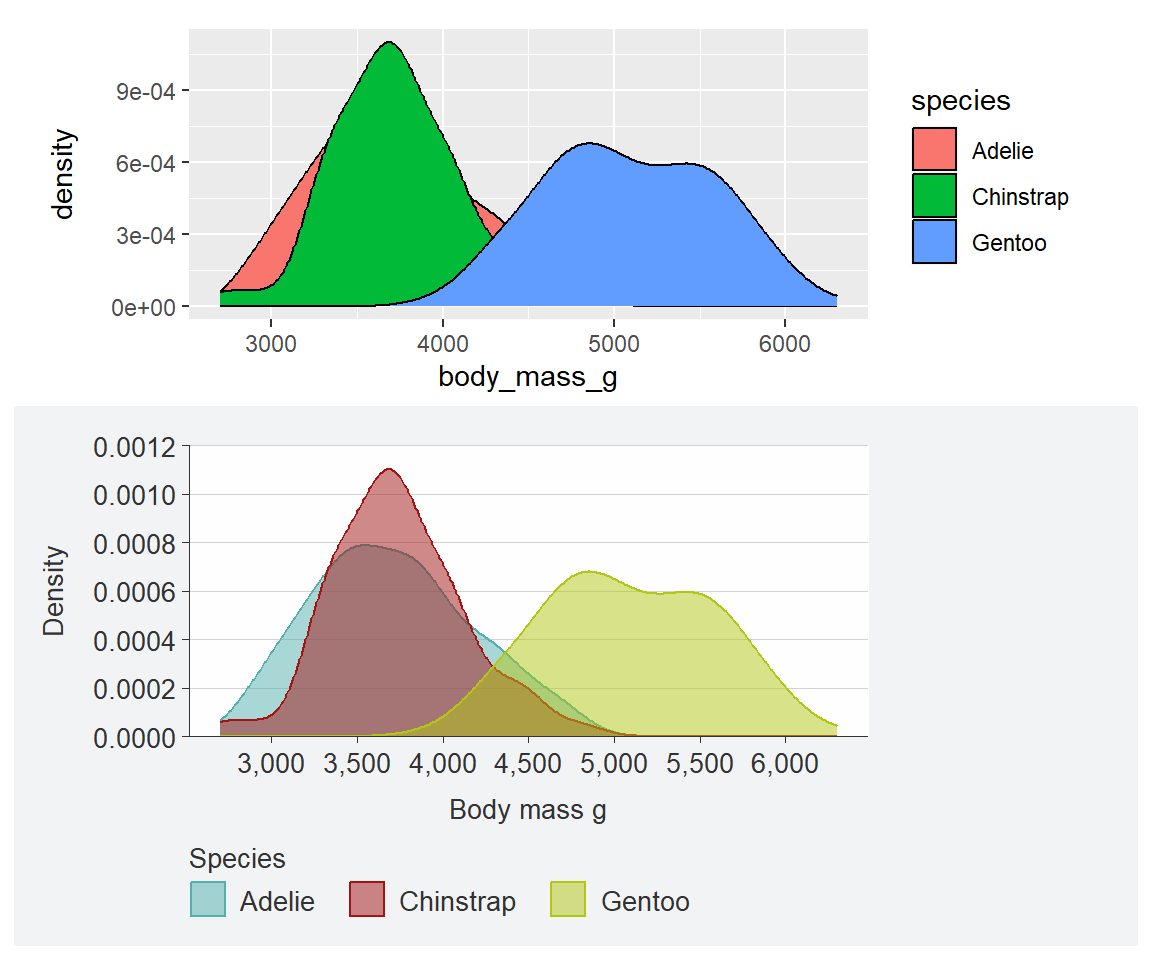 density
9e-04
6e-04
3e-04
0e+00
3000 4000 5000 6000
body_mass_g
species
Adelie
Chinstrap
Gentoo
Density
0.0012
0.0010
0.0008
0.0006
0.0004
0.0002
0.0000
3,000 3,500 4,000 4,500 5,000 5,500 6,000
Body mass g
Species
Adelie Chinstrap Gentoo